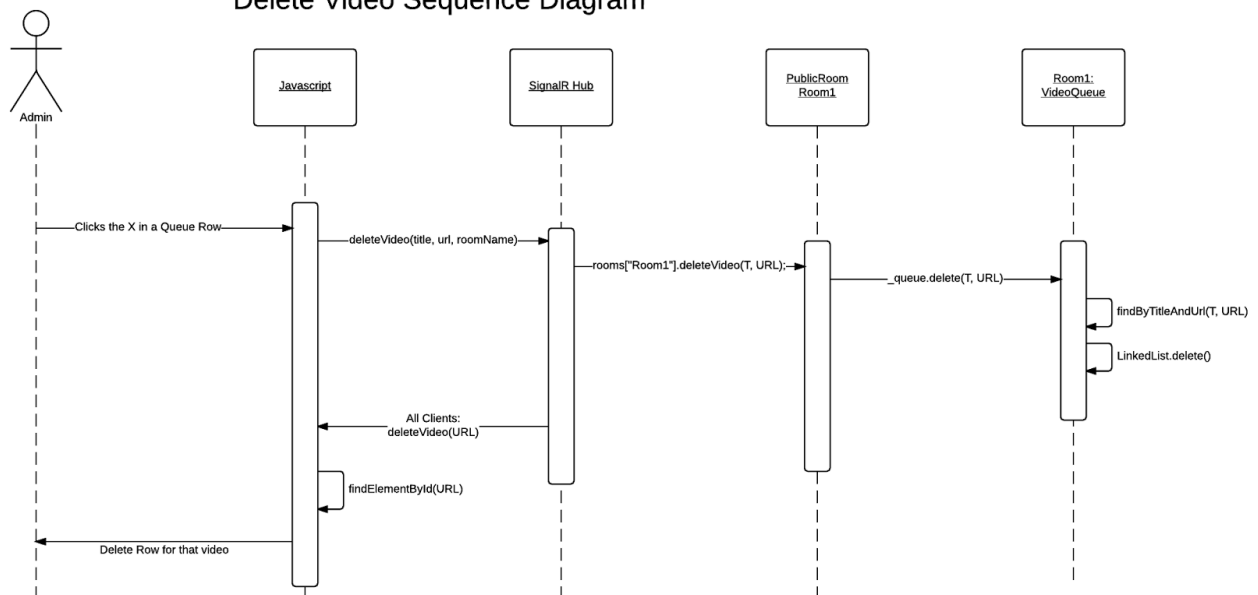 Delete Video Sequence Diagram
Admin
Javascript
SignalR Hub
PublicRoom
Room1
Room1:
VideoQueue
Clicks the X in a Queue Row
deleteVideo(title, url, roomName)
rooms["Room1"].deleteVideo(T, URL);
_queue.delete(T, URL)
findByTitleAndUrl(T, URL)
LinkedList.delete()
All Clients:
deleteVideo(URL)
findElementById(URL)
Delete Row for that video